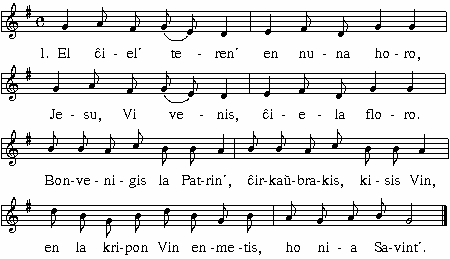 1. El ĉi - el´ te - ren´ en nu - na ho - ro,
Je - su, Vi ve - nis, ĉi - e - la flo - ro.
Bon - ve - ni - gis la Pat - rin´, ĉir - kaŭ - bra - kis, ki - sis Vin,
en la kri - pon Vin en - me - tis, ho ni - a Sa - vint´.